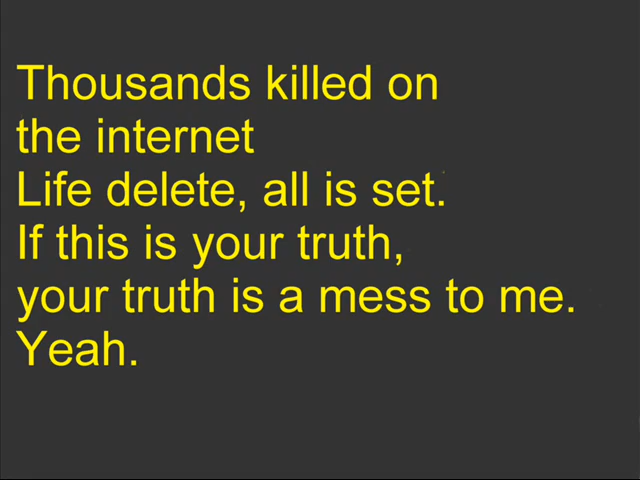 Thousands killed on
the internet
Life delete, all is set.
If this is your truth,
your truth is a mess to me.
Yeah.